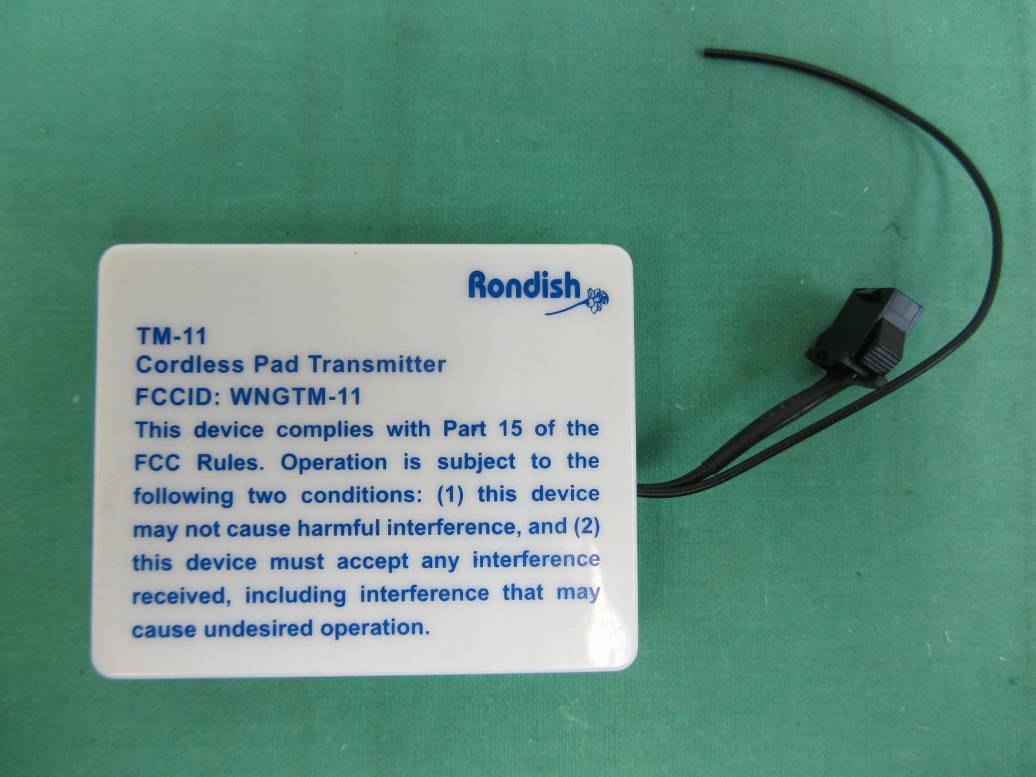 Rondish
TM-11
Cordless Pad Transmitter
FCCID: WNGTM-11
This device complies with Part 15 of the
FCC Rules. Operation is subject to the
following two conditions: (1) this device
may not cause harmful interference, and (2)
this device must accept any interference
received, including interference that may
cause undesired operation.